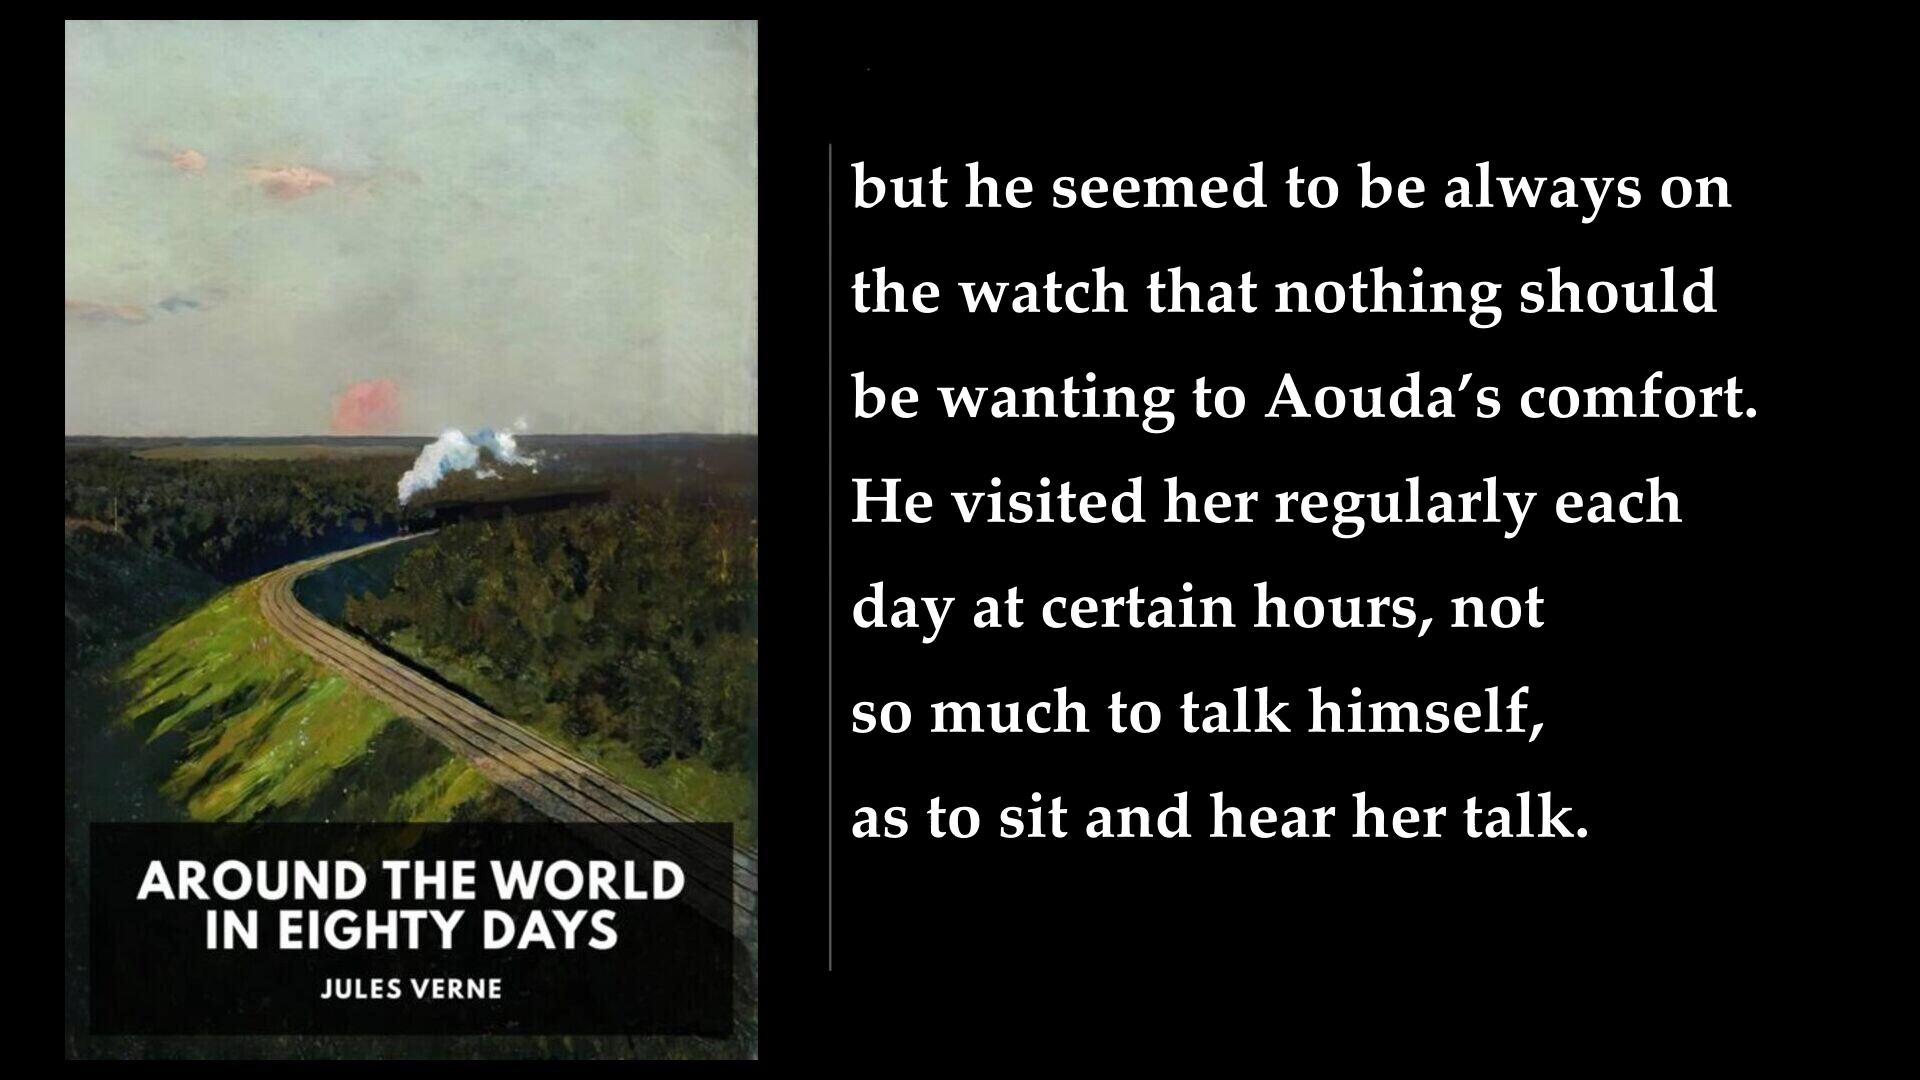 AROUND THE WORLD
IN EIGHTY DAYS
JULES VERNE
but he seemed to be always on
the watch that nothing should
be wanting to Aouda’s comfort.
He visited her regularly each
day at certain hours, not
so much to talk himself,
as to sit and hear her talk.